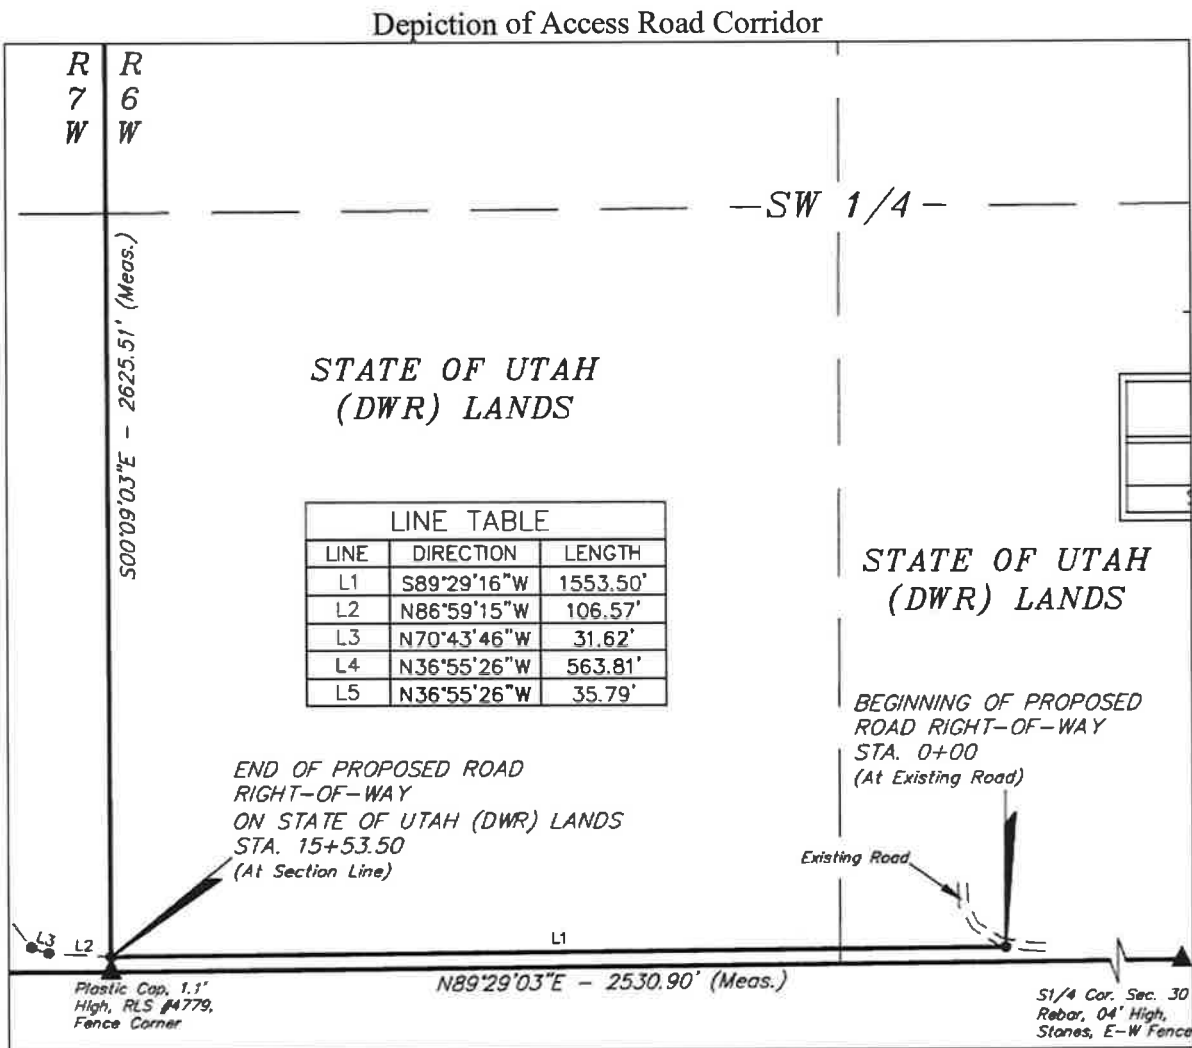 Depiction of Access Road Corridor
R R
7 6
W W
SW 1/4
S00°09'03"E - 2625.51' (Meas.)
STATE OF UTAH
(DWR) LANDS
LINE TABLE
LINE DIRECTION LENGTH
L1 S89°29'16"W 1553.50'
L2 N86°59'15"W 106.57'
L3 N70°43'46"W 31.62'
L4 N36°55'26"W 563.81'
L5 N36°55'26"W 35.79'
STATE OF UTAH
(DWR) LANDS
BEGINNING OF PROPOSED
ROAD RIGHT-OF-WAY
STA. 0+00
(At Existing Road)
END OF PROPOSED ROAD
RIGHT-OF-WAY
ON STATE OF UTAH (DWR) LANDS
STA. 15+53.50
(At Section Line)
Existing Road
L3 L2
L1
N89°29'03"E - 2530.90' (Meas.)
Plastic Cap, 1.1'
High, RLS #4779,
Fence Corner
S1/4 Cor. Sec. 30
Rebar, 04' High,
Stones, E-W Fence